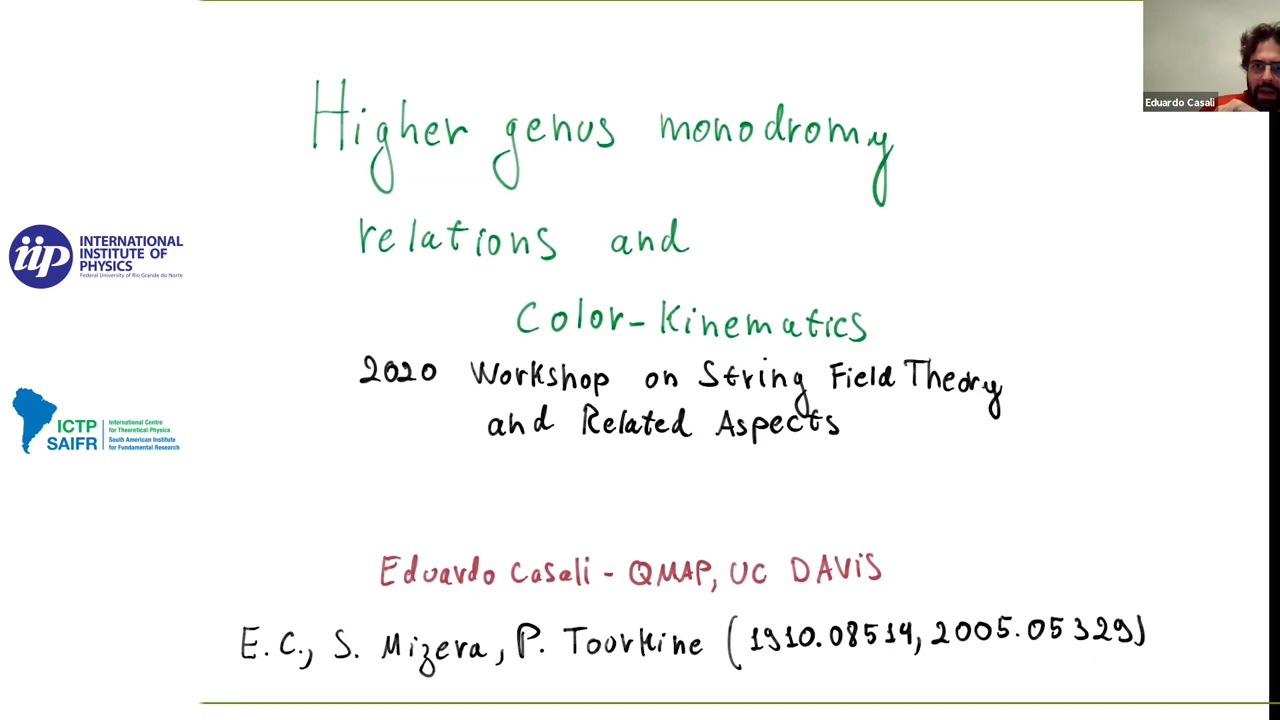 Higher genus monodromy
relations and
Color-Kinematics
2020 Workshop on String Field Theory
and Related Aspects
Eduardo Casali - QMAP, UC DAVIS
E.C., S. Mizera, P. Tourkine (1910.08514, 2005.05329)
Eduardo Casali
iip
INTERNATIONAL
INSTITUTE OF
PHYSICS
Federal University of Rio Grande do Norte
ICTP
SAIFR
International Centre
for Theoretical Physics
South American Institute
for Fundamental Research